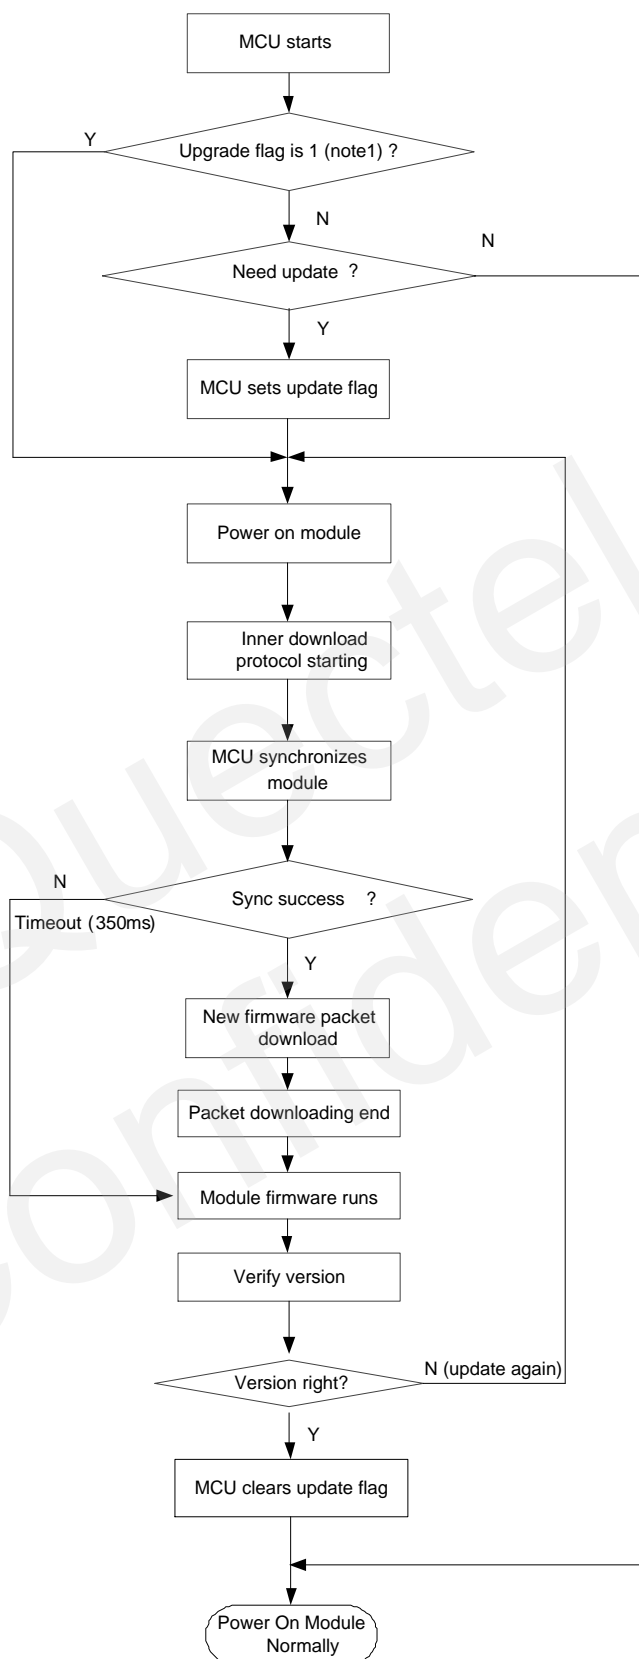 MCU starts
Y
Upgrade flag is 1 (note1) ?
N
N
Need update ?
Y
MCU sets update flag
Power on module
Inner download
protocol starting
MCU synchronizes
module
N
Sync success ?
Timeout (350ms)
Y
New firmware packet
download
Packet downloading end
Module firmware runs
Verify version
N (update again)
Version right?
Y
MCU clears update flag
Power On Module
Normally
Quectel